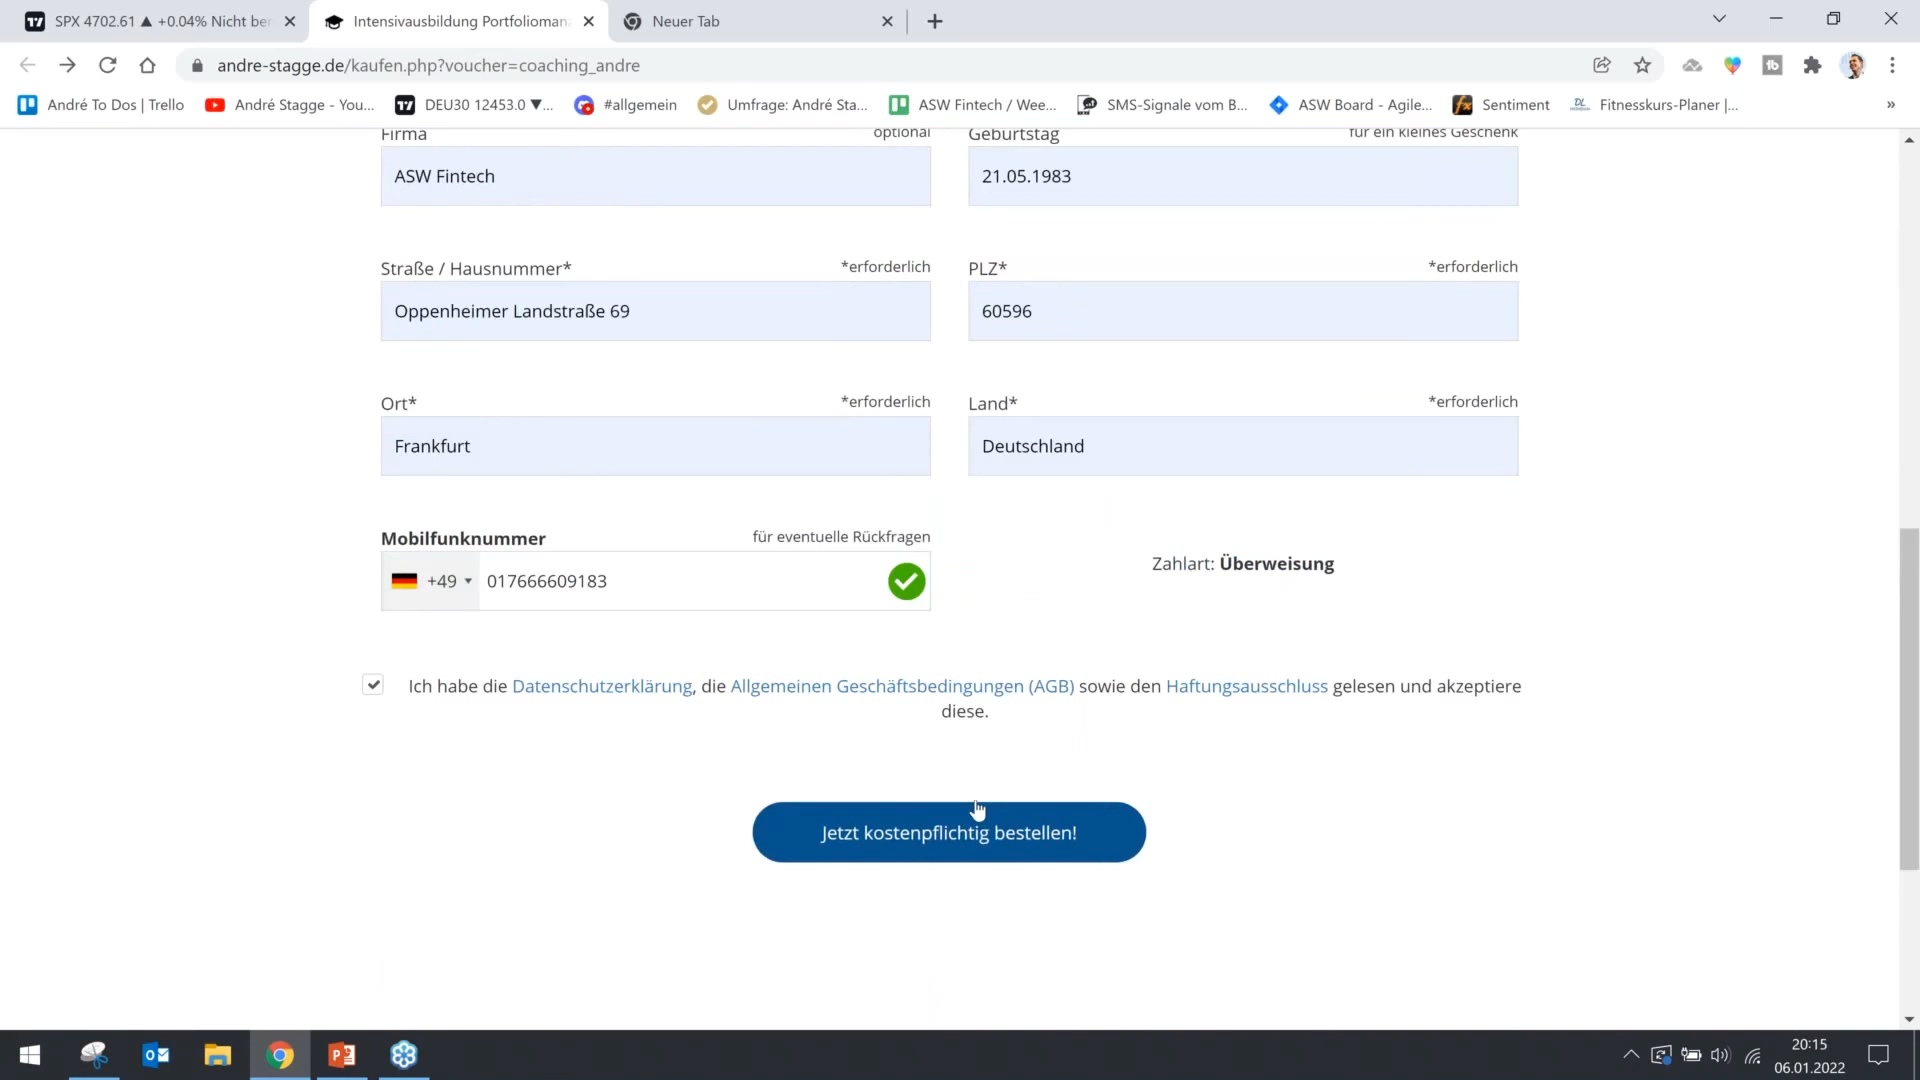 SPX 4702.61 ▲ +0.04% Nicht ber
Intensivausbildung Portfolioman
Neuer Tab
andre-stagge.de/kaufen.php?voucher=coaching_andre
André To Dos | Trello
André Stagge - You...
DEU30 12453.0 ▼...
#allgemein
Umfrage: André Sta...
ASW Fintech / Wee...
SMS-Signale vom B...
ASW Board - Agile...
Sentiment
Fitnesskurs-Planer |...
»
Firma optional
Geburtstag für ein kleines Geschenk
ASW Fintech
21.05.1983
Straße / Hausnummer* *erforderlich
PLZ* *erforderlich
Oppenheimer Landstraße 69
60596
Ort* *erforderlich
Land* *erforderlich
Frankfurt
Deutschland
Mobilfunknummer für eventuelle Rückfragen
Zahlart: Überweisung
+49 017666609183
Ich habe die Datenschutzerklärung, die Allgemeinen Geschäftsbedingungen (AGB) sowie den Haftungsausschluss gelesen und akzeptiere
diese.
Jetzt kostenpflichtig bestellen!
20:15
06.01.2022